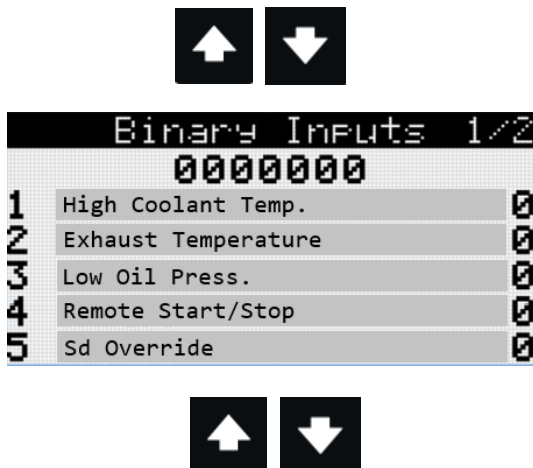 Binary Inputs 1/2
0000000
1 High Coolant Temp. 0
2 Exhaust Temperature 0
3 Low Oil Press. 0
4 Remote Start/Stop 0
5 Sd Override 0